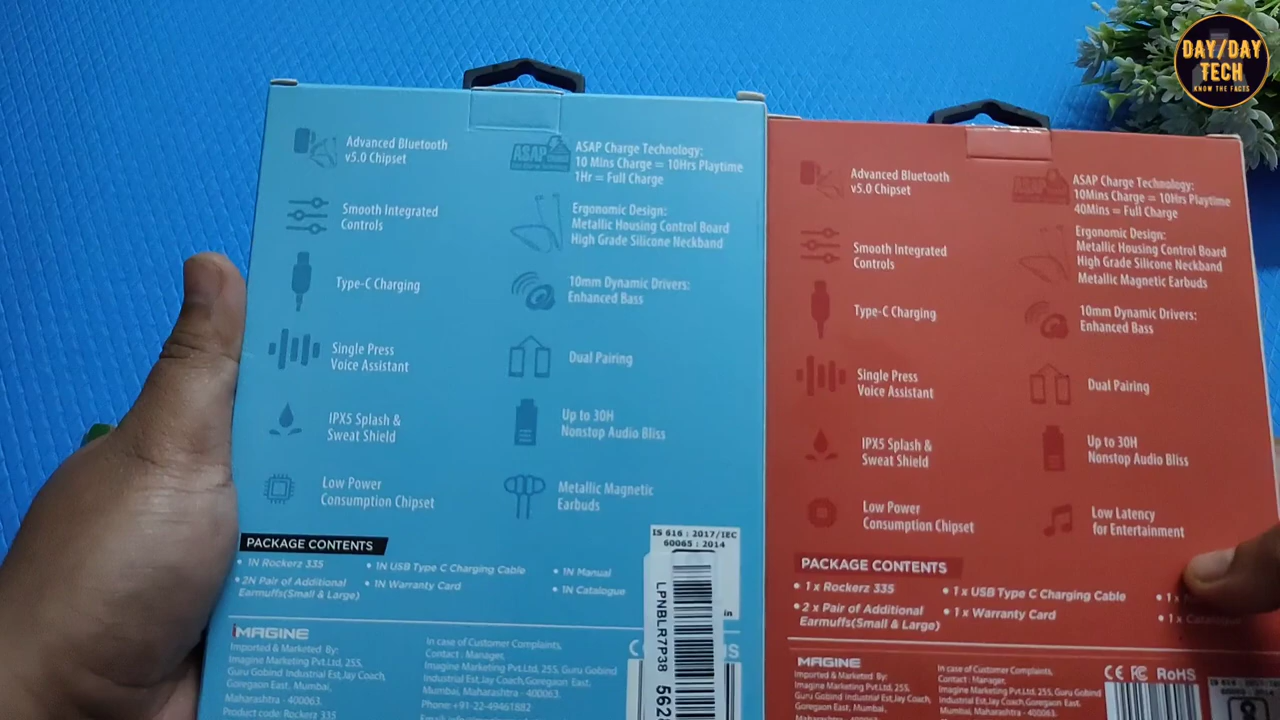 DAY/DAY
TECH
KNOW THE FACTS
Advanced Bluetooth
v5.0 Chipset
ASAP
ASAP Charge Technology:
10 Mins Charge = 10Hrs Playtime
1Hr = Full Charge
Smooth Integrated
Controls
Ergonomic Design:
Metallic Housing Control Board
High Grade Silicone Neckband
Type-C Charging
10mm Dynamic Drivers:
Enhanced Bass
Single Press
Voice Assistant
Dual Pairing
IPX5 Splash &
Sweat Shield
Up to 30H
Nonstop Audio Bliss
Low Power
Consumption Chipset
Metallic Magnetic
Earbuds
PACKAGE CONTENTS
• 1N Rockerz 335
• 1N USB Type C Charging Cable
• 1N Manual
• 2N Pair of Additional
Earmuffs(Small & Large)
• 1N Warranty Card
• 1N Catalogue
IS 616 : 2017/IEC
60065 : 2014
LPNBLR7P38
IMAGINE
Imported & Marketed By:
Imagine Marketing Pvt.Ltd, 255,
Guru Gobind Industrial Est,Jay Coach,
Goregaon East, Mumbai,
Maharashtra - 400063.
Product code: Rockerz 335
In case of Customer Complaints,
Contact : Manager,
Imagine Marketing Pvt.Ltd, 255, Guru Gobind
Industrial Est,Jay Coach, Goregaon East,
Mumbai, Maharashtra - 400063.
Phone:+91-22-49461882
Advanced Bluetooth
v5.0 Chipset
ASAP
ASAP Charge Technology:
10Mins Charge = 10Hrs Playtime
40Mins = Full Charge
Smooth Integrated
Controls
Ergonomic Design:
Metallic Housing Control Board
High Grade Silicone Neckband
Metallic Magnetic Earbuds
Type-C Charging
10mm Dynamic Drivers:
Enhanced Bass
Single Press
Voice Assistant
Dual Pairing
IPX5 Splash &
Sweat Shield
Up to 30H
Nonstop Audio Bliss
Low Power
Consumption Chipset
Low Latency
for Entertainment
PACKAGE CONTENTS
• 1 x Rockerz 335
• 1 x USB Type C Charging Cable
• 2 x Pair of Additional
Earmuffs(Small & Large)
• 1 x Warranty Card
• 1 x Catalogue
IMAGINE
Imported & Marketed By:
Imagine Marketing Pvt.Ltd, 255,
Guru Gobind Industrial Est,Jay Coach,
Goregaon East, Mumbai,
In case of Customer Complaints,
Contact : Manager,
Imagine Marketing Pvt.Ltd, 255, Guru Gobind
Industrial Est,Jay Coach, Goregaon East,
Mumbai, Maharashtra - 400063.
CE FC RoHS